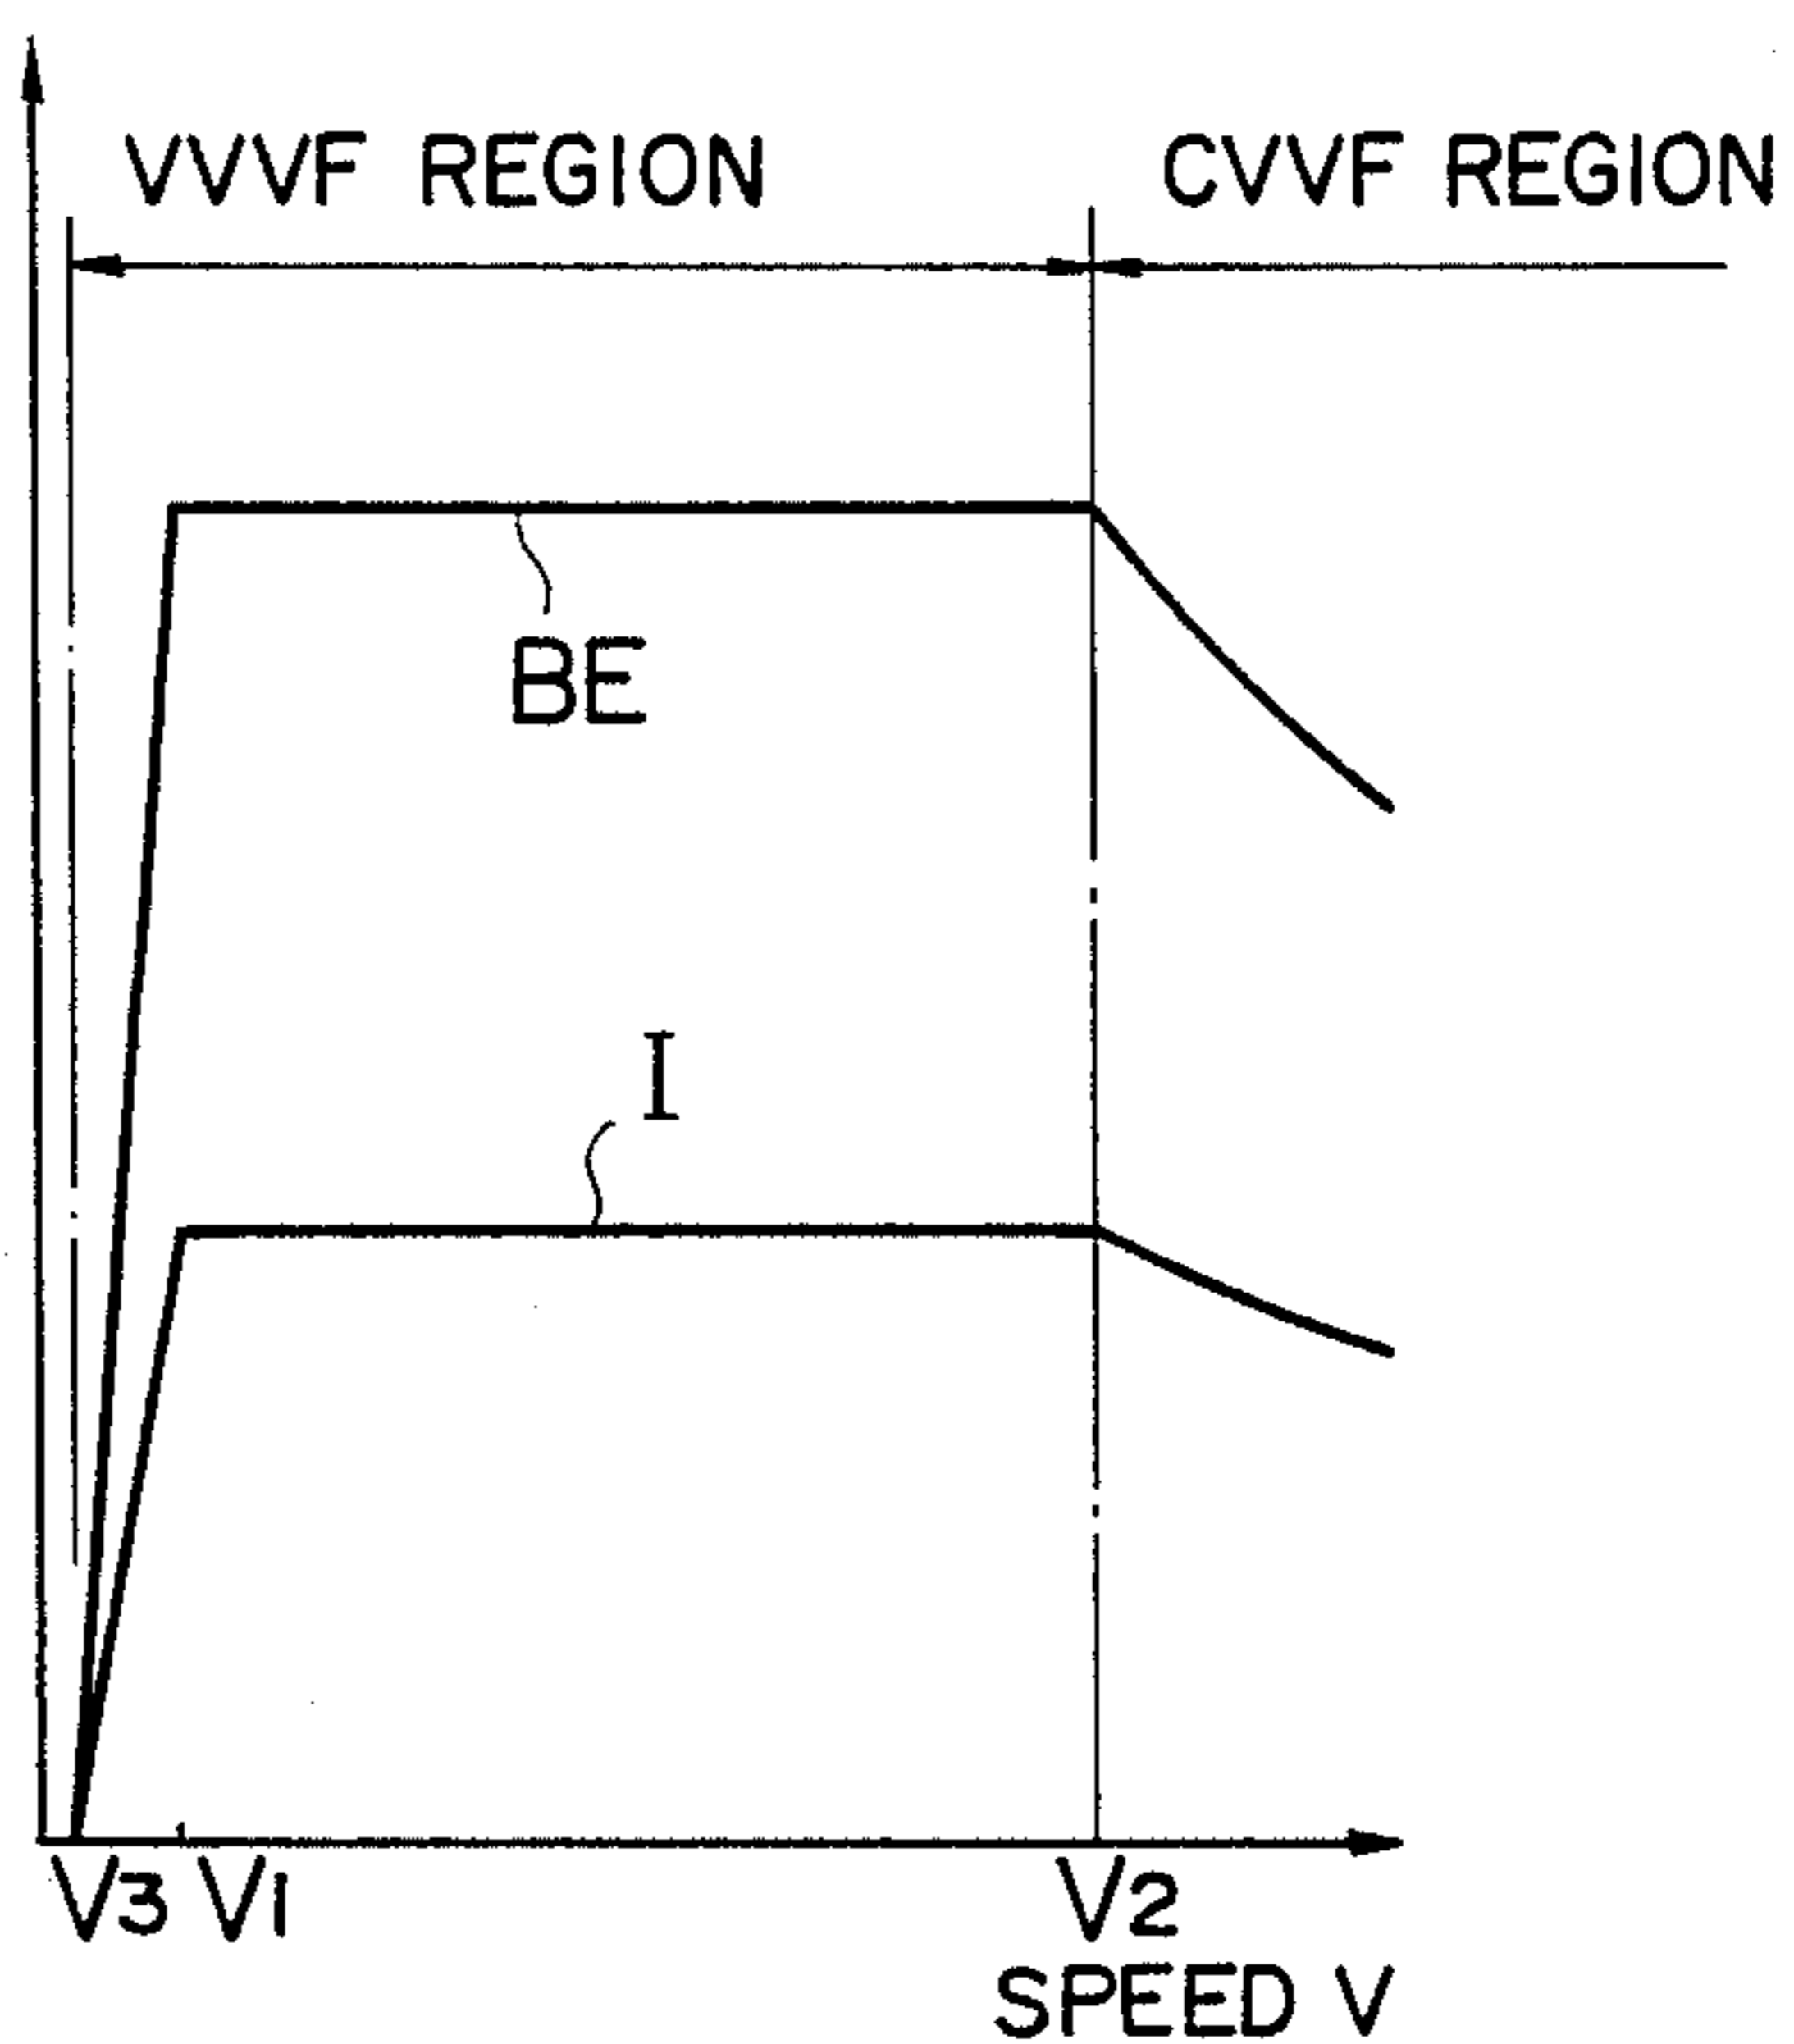 VVVF REGION CVVF REGION
BE
I
V3 V1 V2
SPEED V